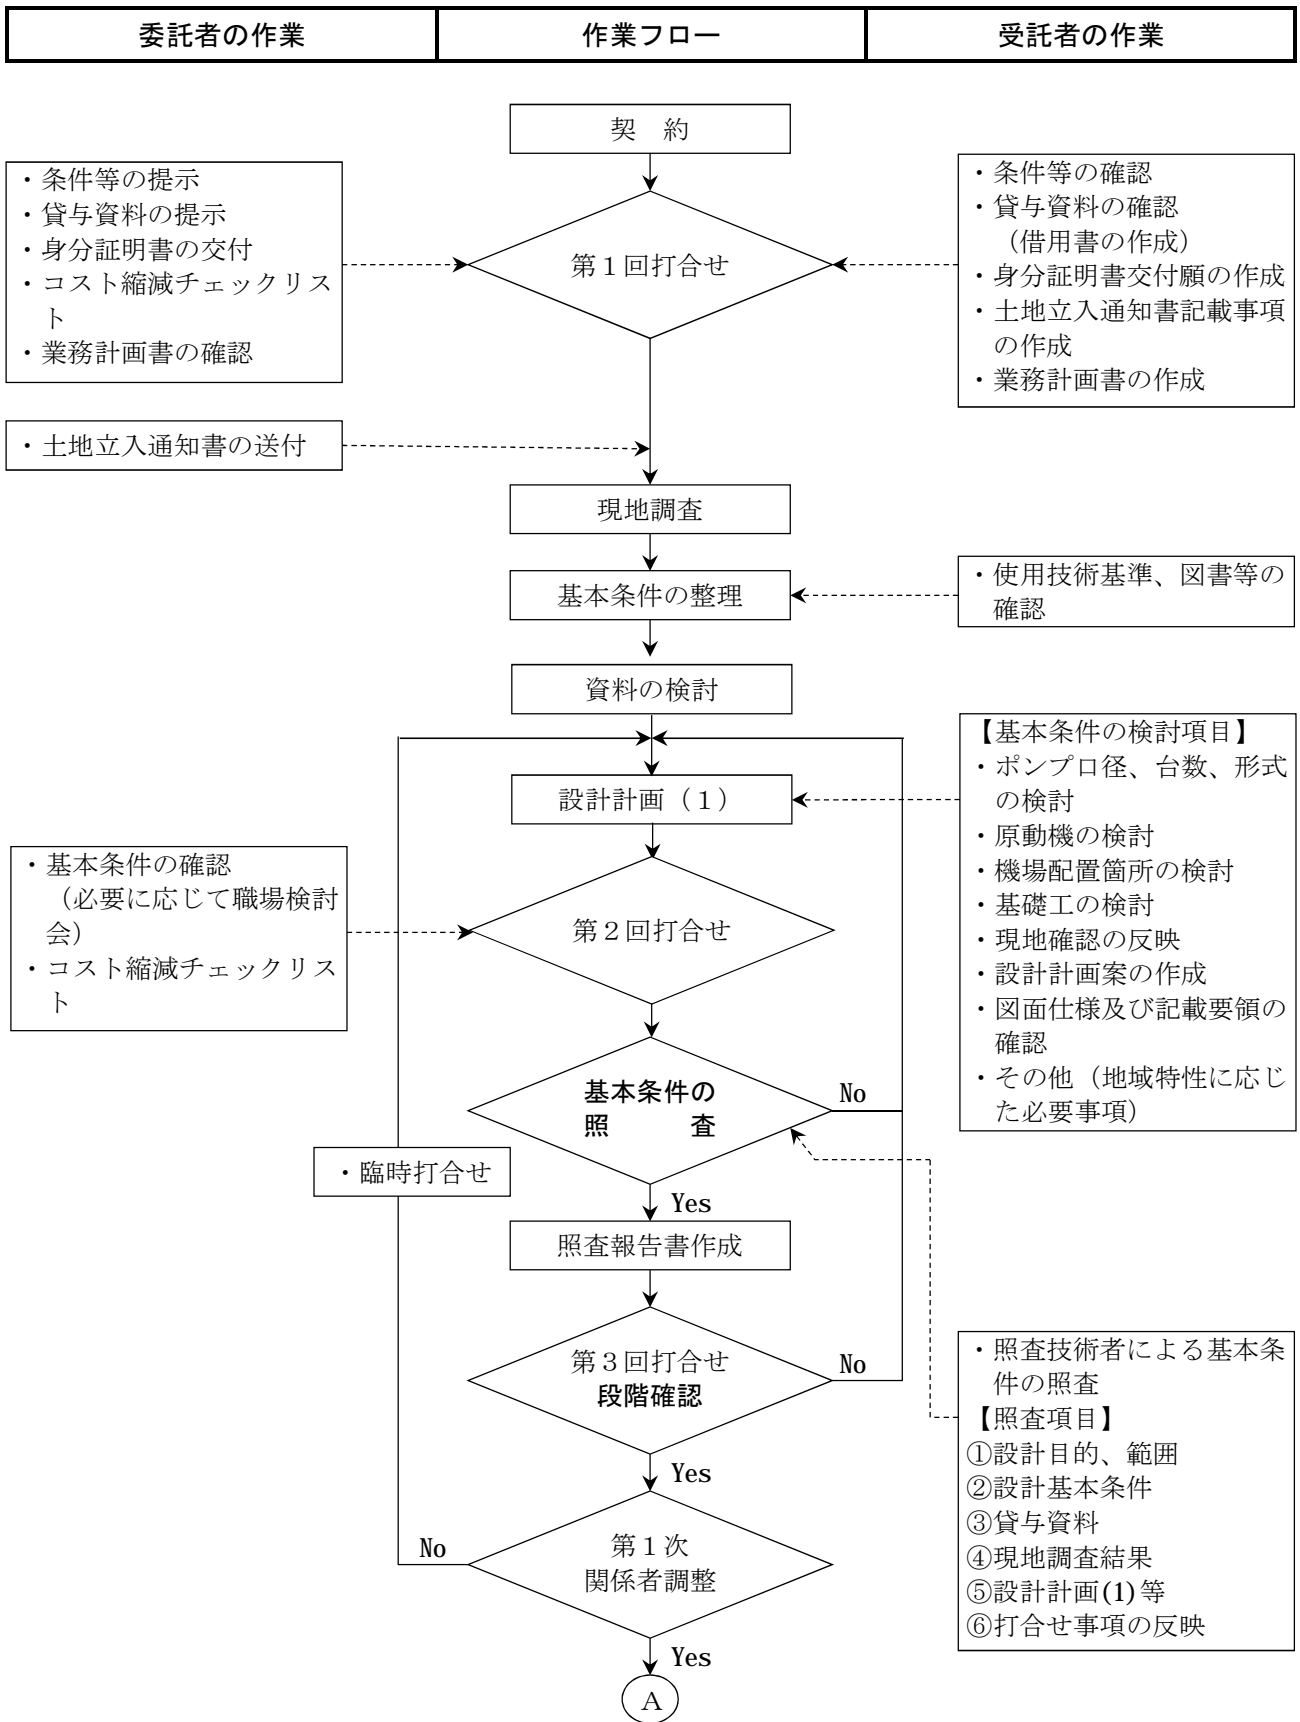 委託者の作業
作業フロー
受託者の作業
契　約
・条件等の提示
・貸与資料の提示
・身分証明書の交付
・コスト縮減チェックリス
ト
・業務計画書の確認
第１回打合せ
・条件等の確認
・貸与資料の確認
（借用書の作成）
・身分証明書交付願の作成
・土地立入通知書記載事項
の作成
・業務計画書の作成
・土地立入通知書の送付
現地調査
基本条件の整理
・使用技術基準、図書等の
確認
資料の検討
設計計画（１）
【基本条件の検討項目】
・ポンプロ径、台数、形式
の検討
・原動機の検討
・機場配置箇所の検討
・基礎工の検討
・現地確認の反映
・設計計画案の作成
・図面仕様及び記載要領の
確認
・その他（地域特性に応じ
た必要事項）
・基本条件の確認
（必要に応じて職場検討
会）
・コスト縮減チェックリス
ト
第２回打合せ
基本条件の
照　　査
No
・臨時打合せ
Yes
照査報告書作成
第３回打合せ
段階確認
No
・照査技術者による基本条
件の照査
【照査項目】
①設計目的、範囲
②設計基本条件
③貸与資料
④現地調査結果
⑤設計計画(1)等
⑥打合せ事項の反映
Yes
第１次
関係者調整
No
Yes
A